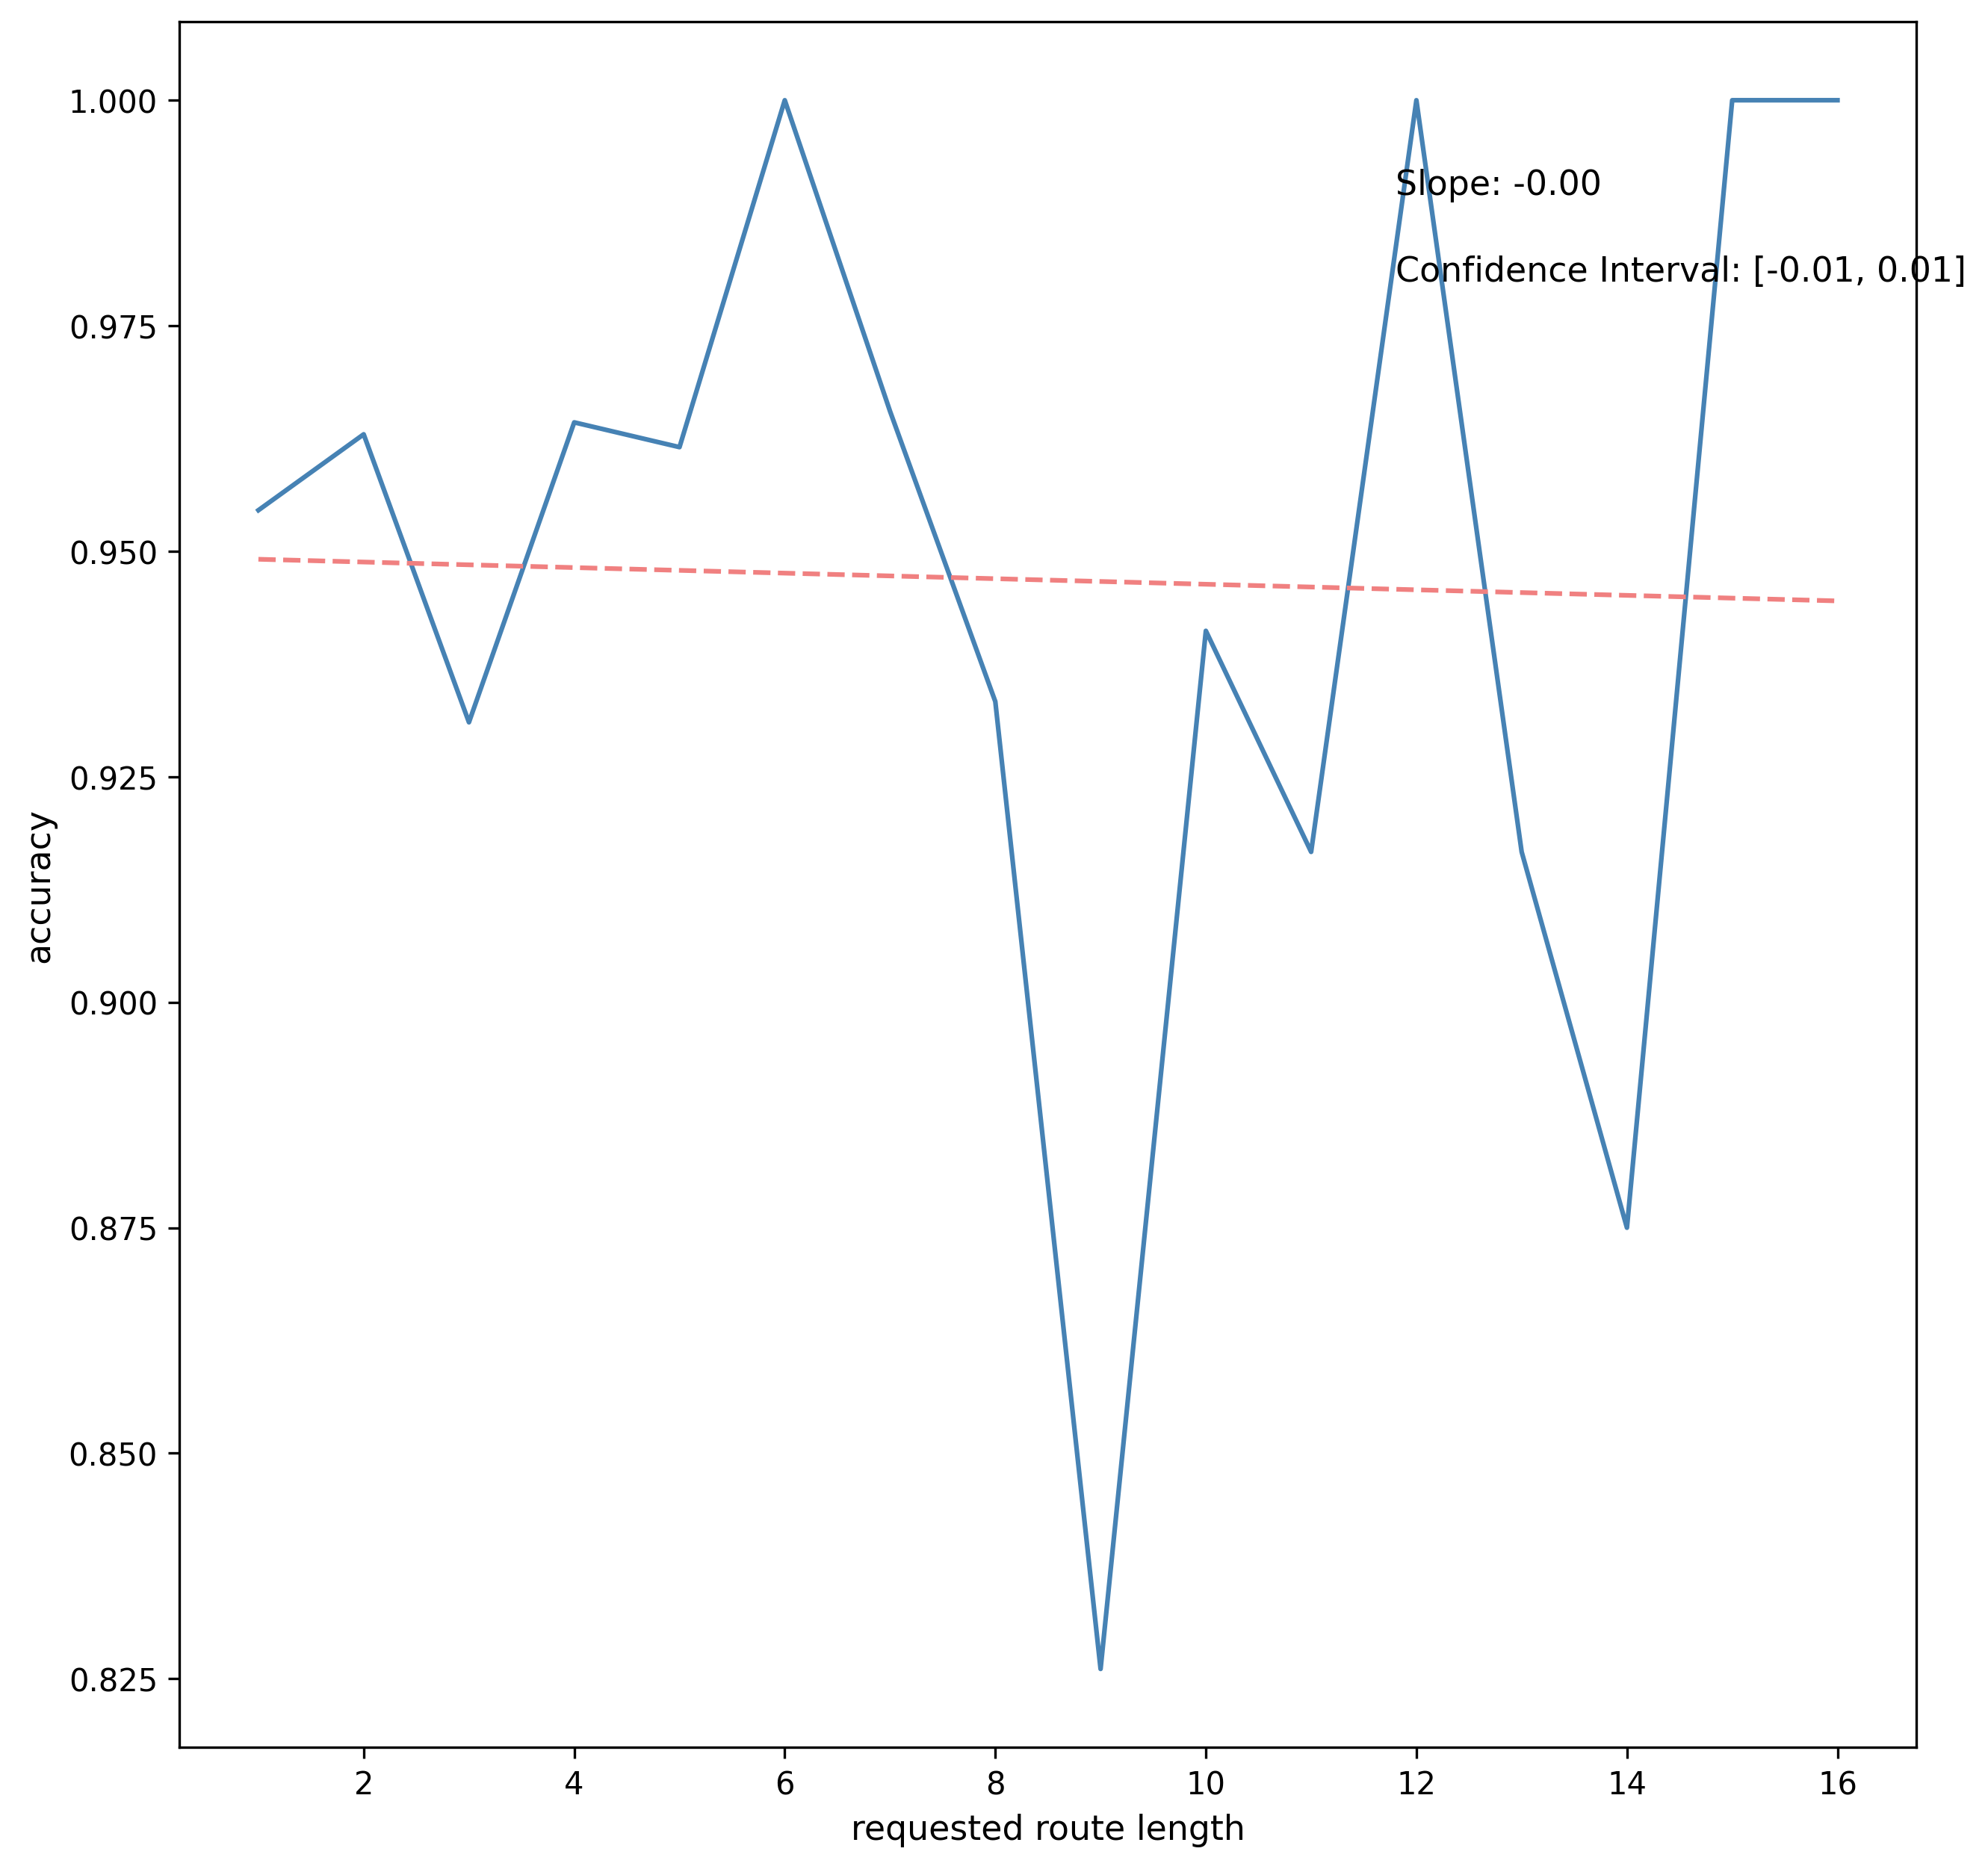 1.000
0.975
0.950
0.925
0.900
0.875
0.850
0.825
accuracy
Slope: -0.00
Confidence Interval: [-0.01, 0.01]
2 4 6 8 10 12 14 16
requested route length